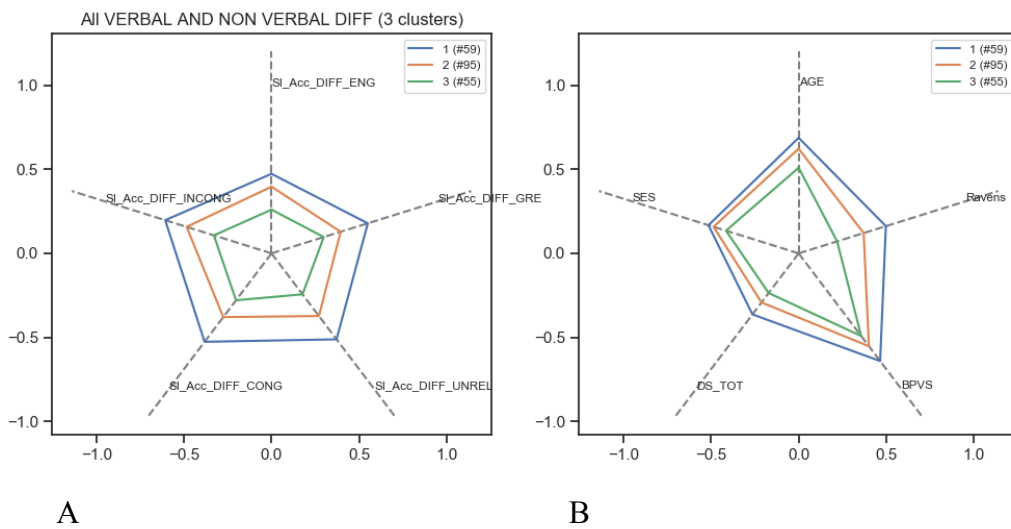 All VERBAL AND NON VERBAL DIFF (3 clusters)
1 (#59)
2 (#95)
3 (#55)
SI_Acc_DIFF_ENG
SI_Acc_DIFF_INCONG
SI_Acc_DIFF_GRE
SI_Acc_DIFF_CONG
SI_Acc_DIFF_UNREL
1.0
0.5
0.0
−0.5
−1.0
−1.0 −0.5 0.0 0.5 1.0
A
1 (#59)
2 (#95)
3 (#55)
AGE
SES
Ravens
DS_TOT
BPVS
1.0
0.5
0.0
−0.5
−1.0
−1.0 −0.5 0.0 0.5 1.0
B